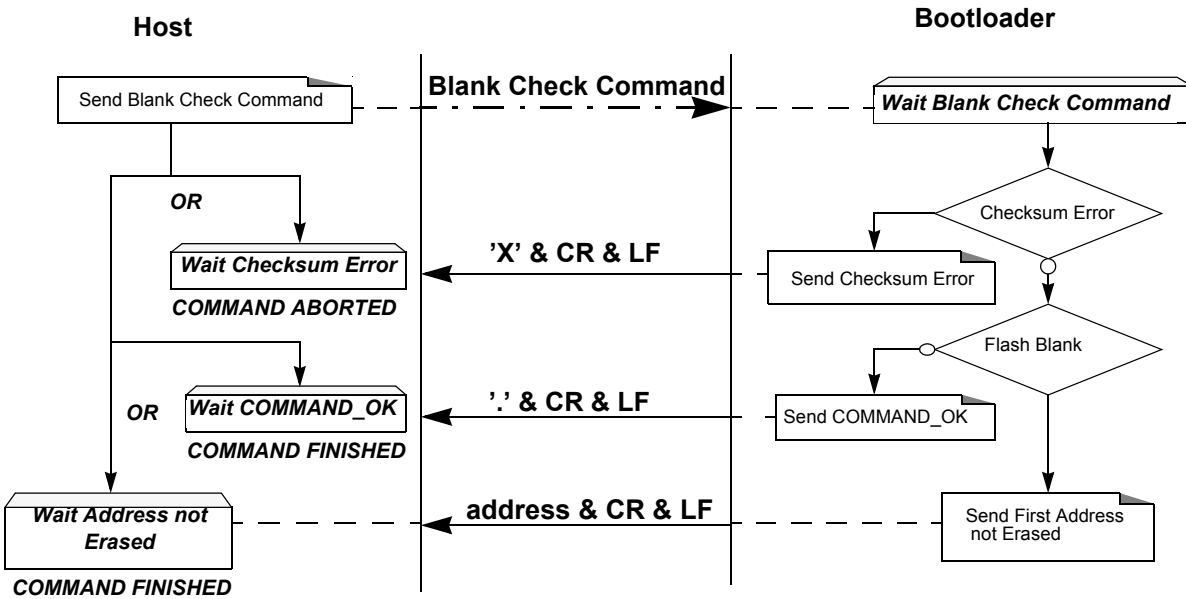 Host
Bootloader
Send Blank Check Command
Blank Check Command
Wait Blank Check Command
OR
Checksum Error
Wait Checksum Error
’X’ & CR & LF
Send Checksum Error
COMMAND ABORTED
Flash Blank
OR
Wait COMMAND_OK
’.’ & CR & LF
Send COMMAND_OK
COMMAND FINISHED
Wait Address not
Erased
address & CR & LF
Send First Address
not Erased
COMMAND FINISHED